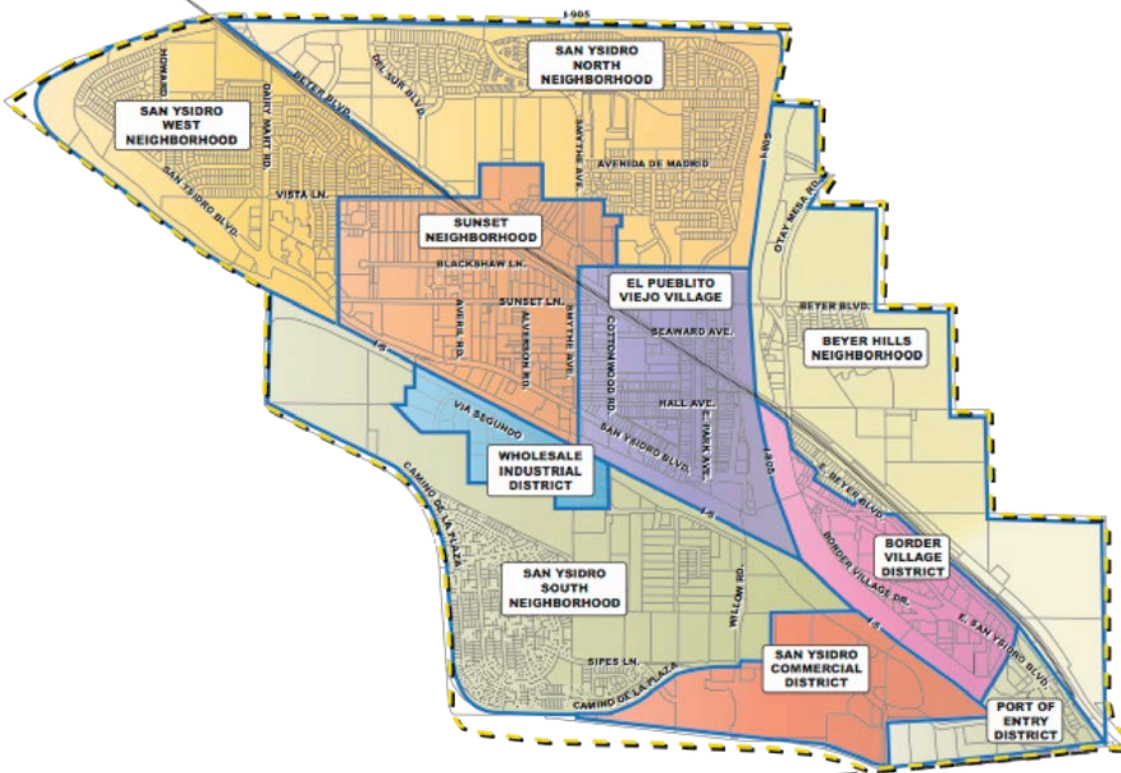 I-905
SAN YSIDRO
NORTH
NEIGHBORHOOD
HOWARD
DAIRY MART RD.
BEYER BLVD.
DEL SUR BLVD.
SAN YSIDRO
WEST
NEIGHBORHOOD
SMYTHE AVE.
AVENIDA DE MADRID
I-805
SAN YSIDRO BLVD.
VISTA LN.
OTAY MESA RD.
SUNSET
NEIGHBORHOOD
BLACKSHAW LN.
EL PUEBLITO
VIEJO VILLAGE
SUNSET LN.
AVERIL RD.
ALVERSON RD.
SMYTHE AVE.
COTTONWOOD RD.
SEAWARD AVE.
BEYER BLVD.
BEYER HILLS
NEIGHBORHOOD
I-5
VIA SEGUNDO
HALL AVE.
E. PARK AVE.
SAN YSIDRO BLVD.
I-805
WHOLESALE
INDUSTRIAL
DISTRICT
CAMINO DE LA PLAZA
E. BEYER BLVD.
I-5
BORDER
VILLAGE
DISTRICT
BORDER VILLAGE DR.
SAN YSIDRO
SOUTH
NEIGHBORHOOD
WILLOW RD.
E. SAN YSIDRO BLVD.
I-5
SIPES LN.
CAMINO DE LA PLAZA
SAN YSIDRO
COMMERCIAL
DISTRICT
PORT OF
ENTRY
DISTRICT